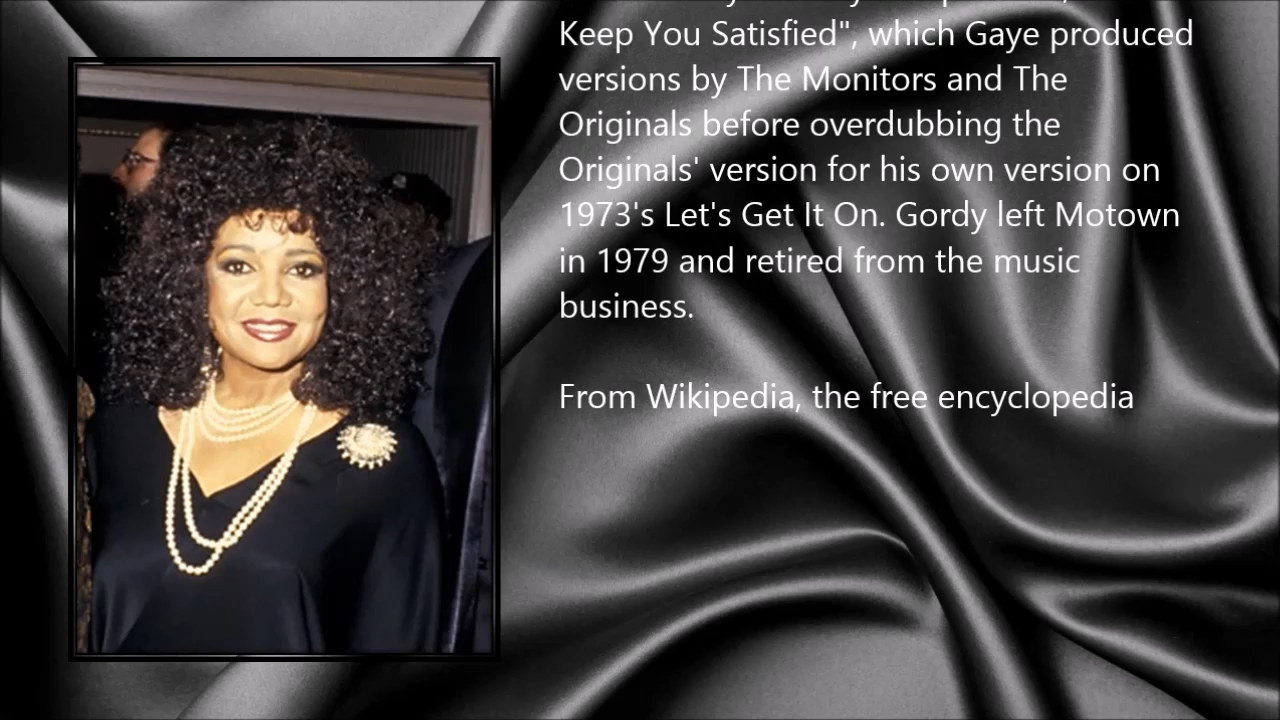 Keep You Satisfied", which Gaye produced
versions by The Monitors and The
Originals before overdubbing the
Originals' version for his own version on
1973's Let's Get It On. Gordy left Motown
in 1979 and retired from the music
business.
From Wikipedia, the free encyclopedia